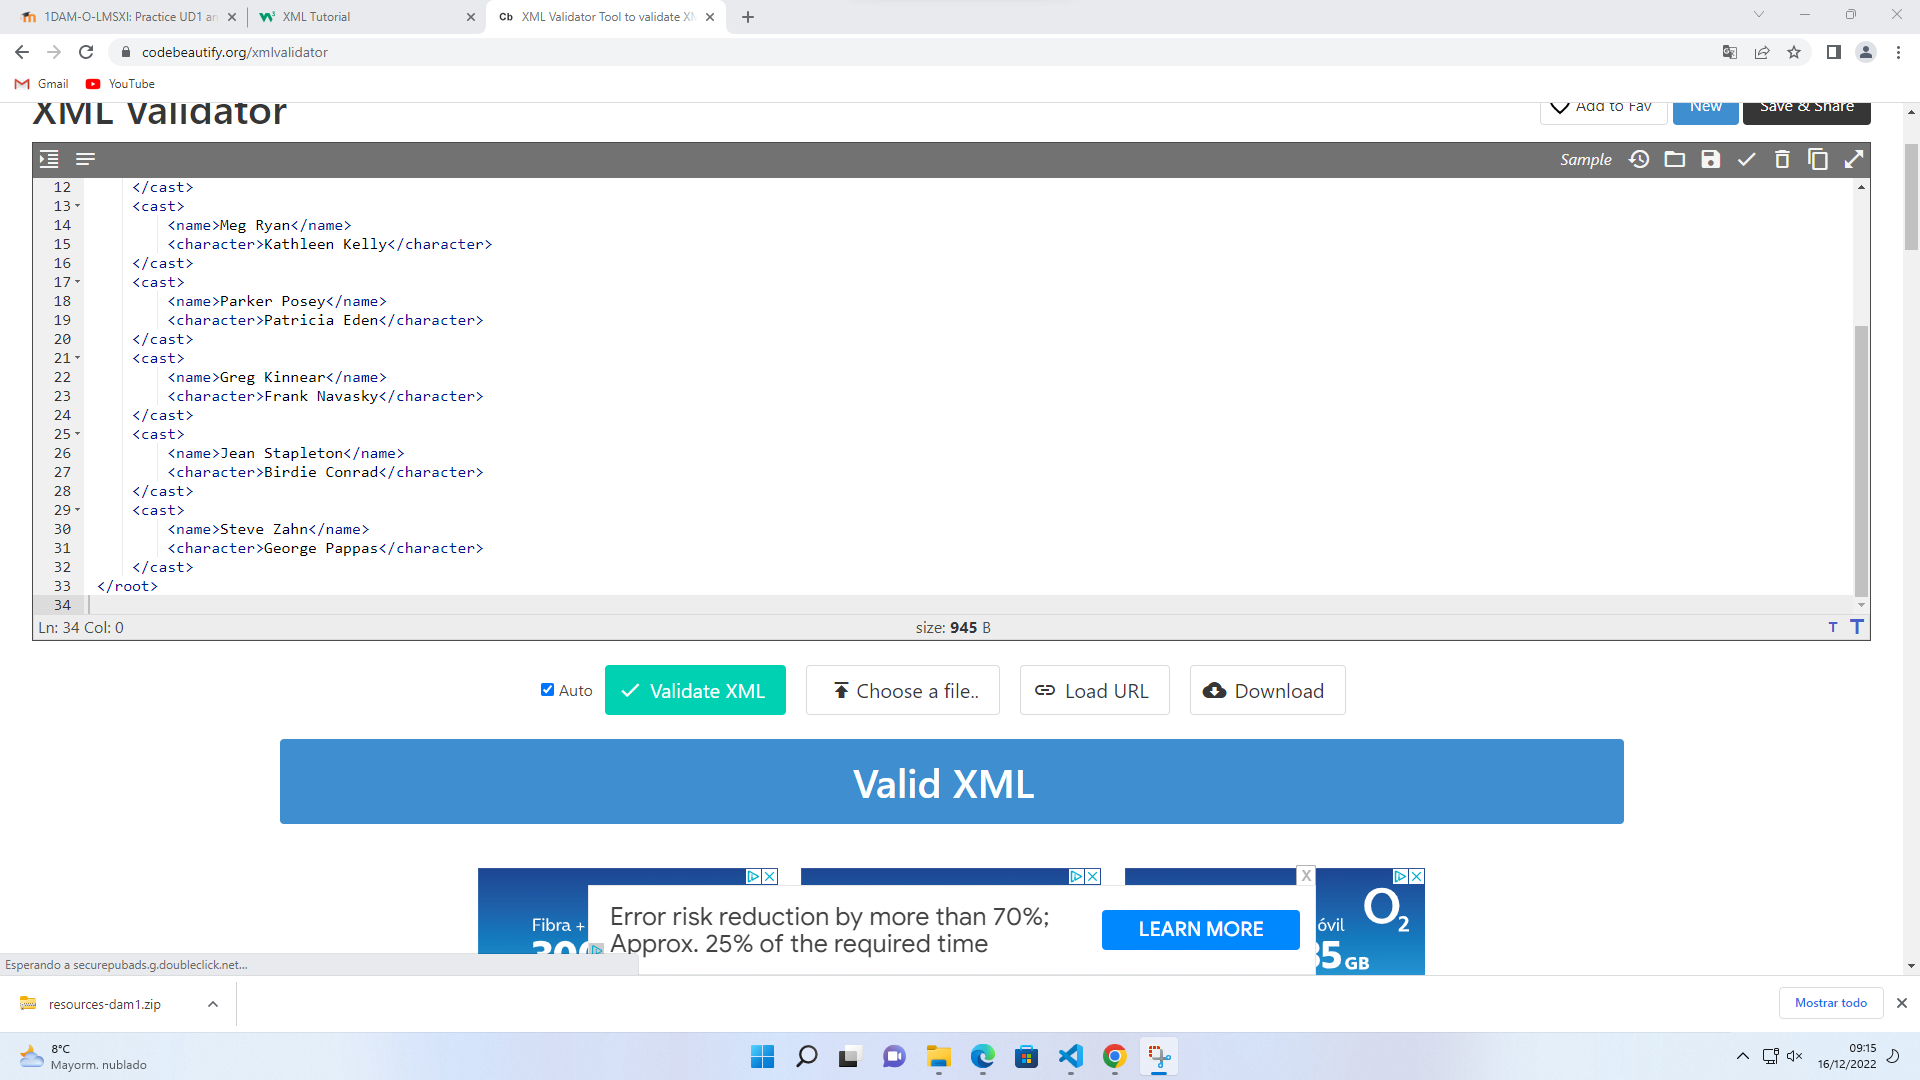 1DAM-O-LMSXI: Practice UD1 an
XML Tutorial
Cb XML Validator Tool to validate XM
codebeautify.org/xmlvalidator
Gmail
YouTube
XML Validator
Add to Fav
New
Save & Share
Sample
12 </cast>
13 <cast>
14 <name>Meg Ryan</name>
15 <character>Kathleen Kelly</character>
16 </cast>
17 <cast>
18 <name>Parker Posey</name>
19 <character>Patricia Eden</character>
20 </cast>
21 <cast>
22 <name>Greg Kinnear</name>
23 <character>Frank Navasky</character>
24 </cast>
25 <cast>
26 <name>Jean Stapleton</name>
27 <character>Birdie Conrad</character>
28 </cast>
29 <cast>
30 <name>Steve Zahn</name>
31 <character>George Pappas</character>
32 </cast>
33 </root>
34
Ln: 34 Col: 0
size: 945 B
T T
Auto
Validate XML
Choose a file..
Load URL
Download
Valid XML
Fibra +
300
Error risk reduction by more than 70%;
Approx. 25% of the required time
LEARN MORE
X
óvil
35 GB
O2
Esperando a securepubads.g.doubleclick.net...
resources-dam1.zip
Mostrar todo
8°C
Mayorm. nublado
09:15
16/12/2022